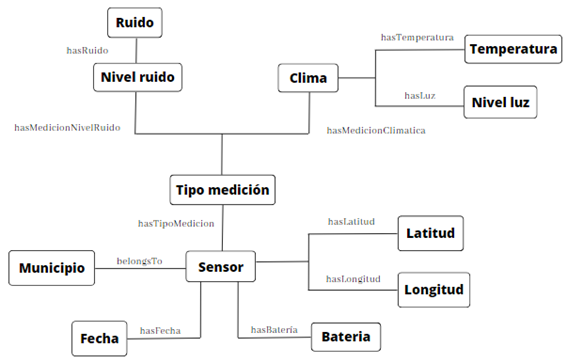 Ruido
hasRuido
hasTemperatura
Temperatura
Nivel ruido
Clima
hasLuz
Nivel luz
hasMedicionNivelRuido
hasMedicionClimatica
Tipo medición
hasTipoMedicion
hasLatitud
Latitud
Municipio
belongsTo
Sensor
hasLongitud
Longitud
Fecha
hasFecha
hasBateria
Bateria